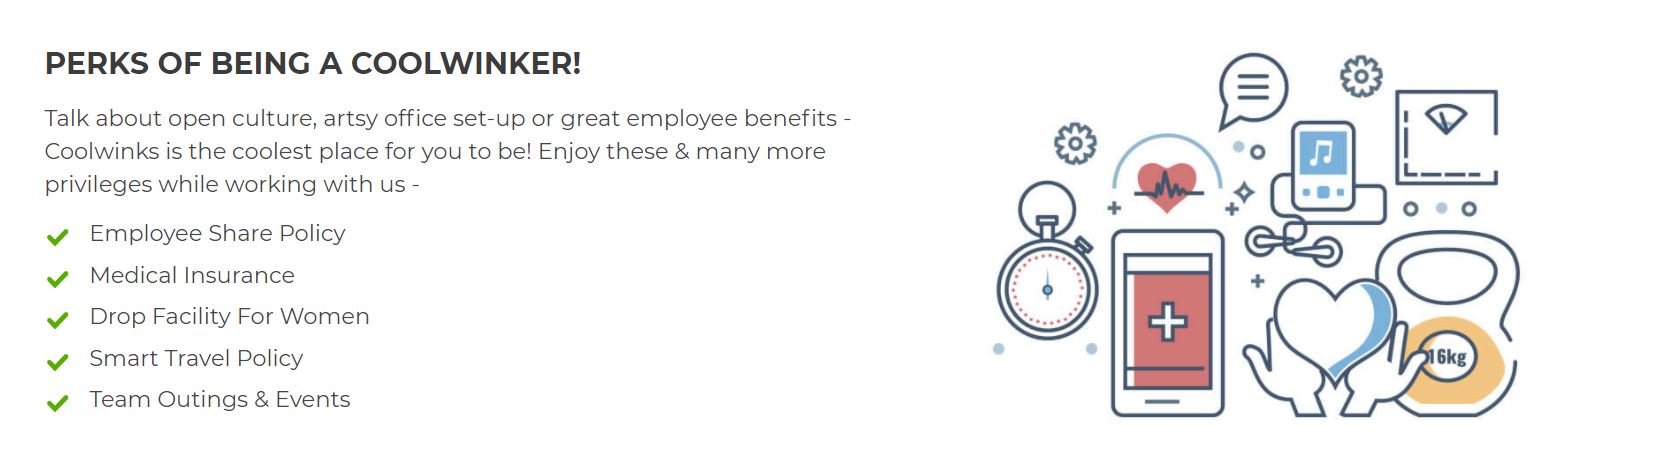 PERKS OF BEING A COOLWINKER!
Talk about open culture, artsy office set-up or great employee benefits -
Coolwinks is the coolest place for you to be! Enjoy these & many more
privileges while working with us -
Employee Share Policy
Medical Insurance
Drop Facility For Women
Smart Travel Policy
Team Outings & Events
16kg